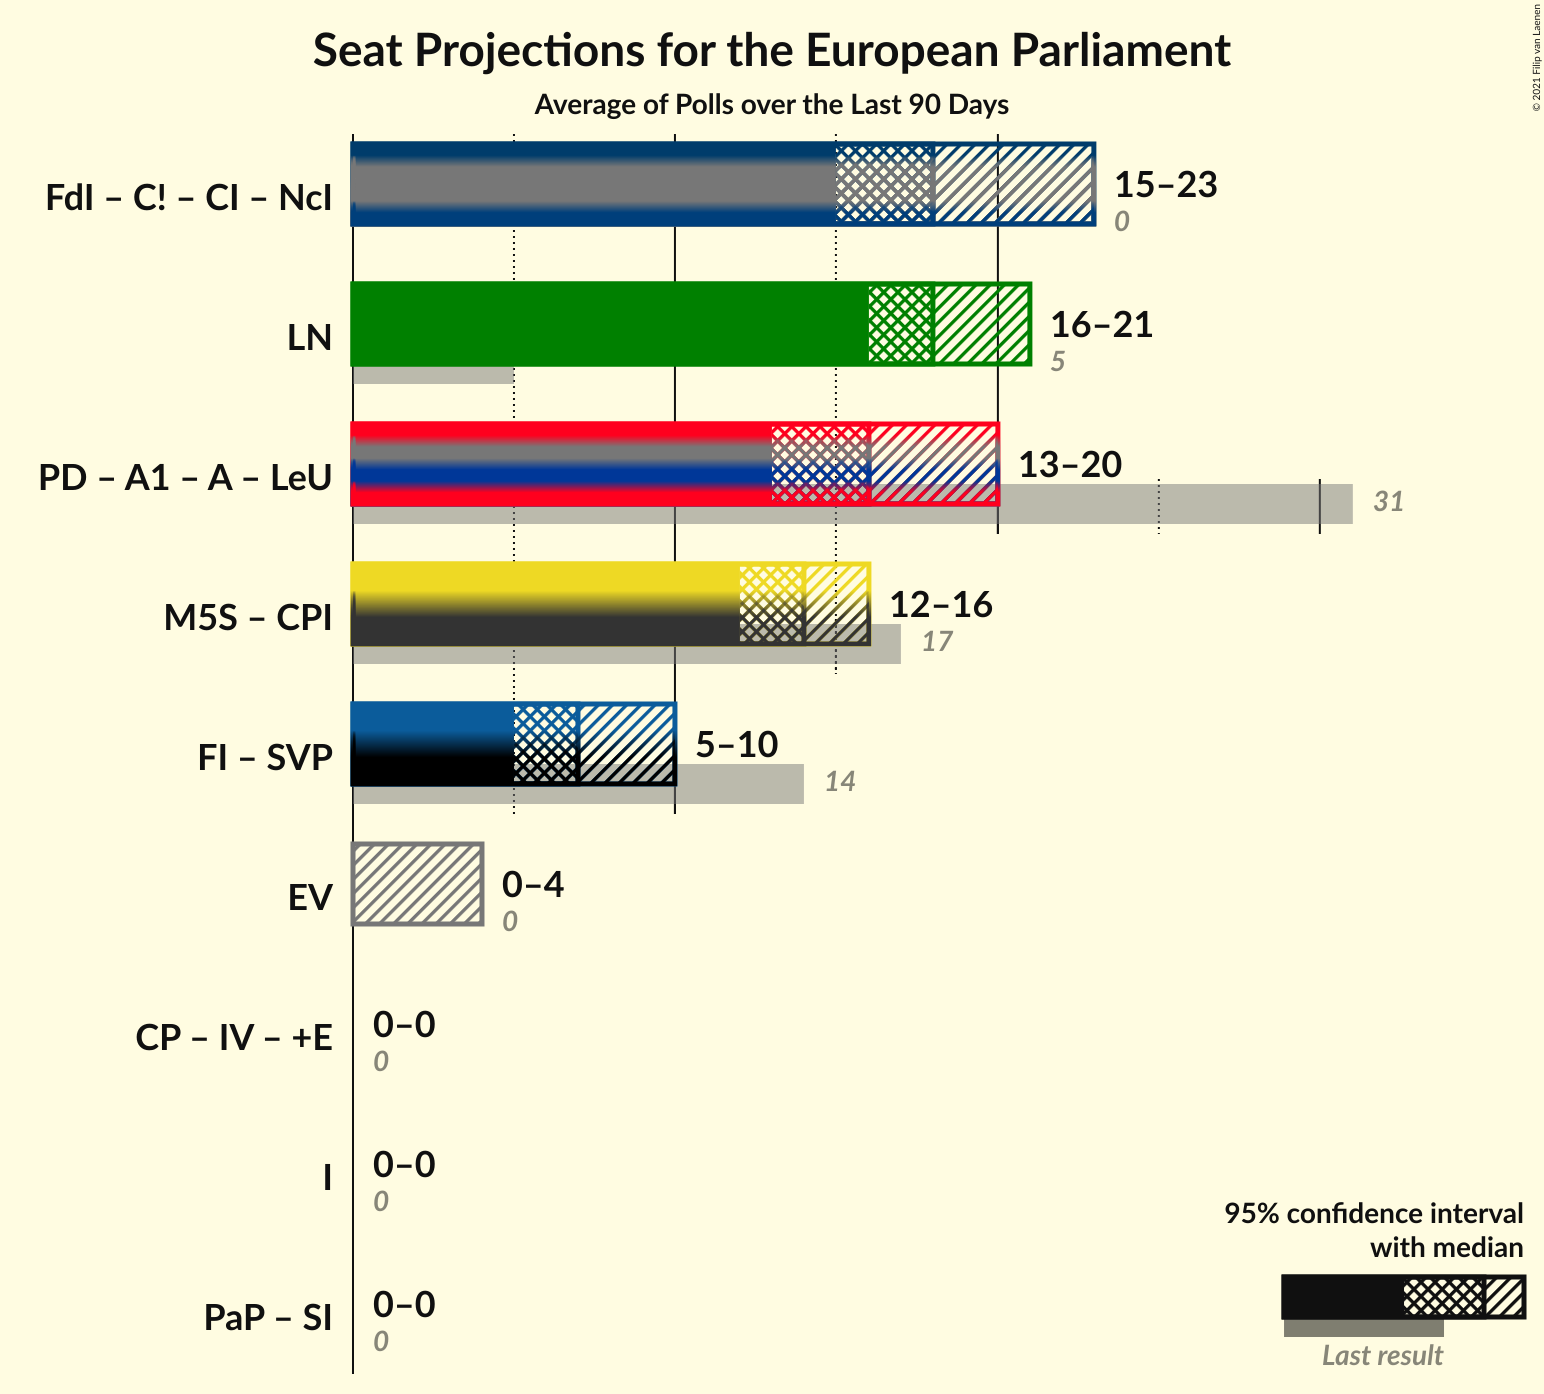 Seat Projections for the European Parliament
Average of Polls over the Last 90 Days
© 2021 Filip van Laenen
FdI – C! – CI – NcI
15–23
0
LN
16–21
5
PD – A1 – A – LeU
13–20
31
M5S – CPI
12–16
17
FI – SVP
5–10
14
EV
0–4
0
CP – IV – +E
0–0
0
I
0–0
0
PaP – SI
0–0
0
95% confidence interval
with median
Last result